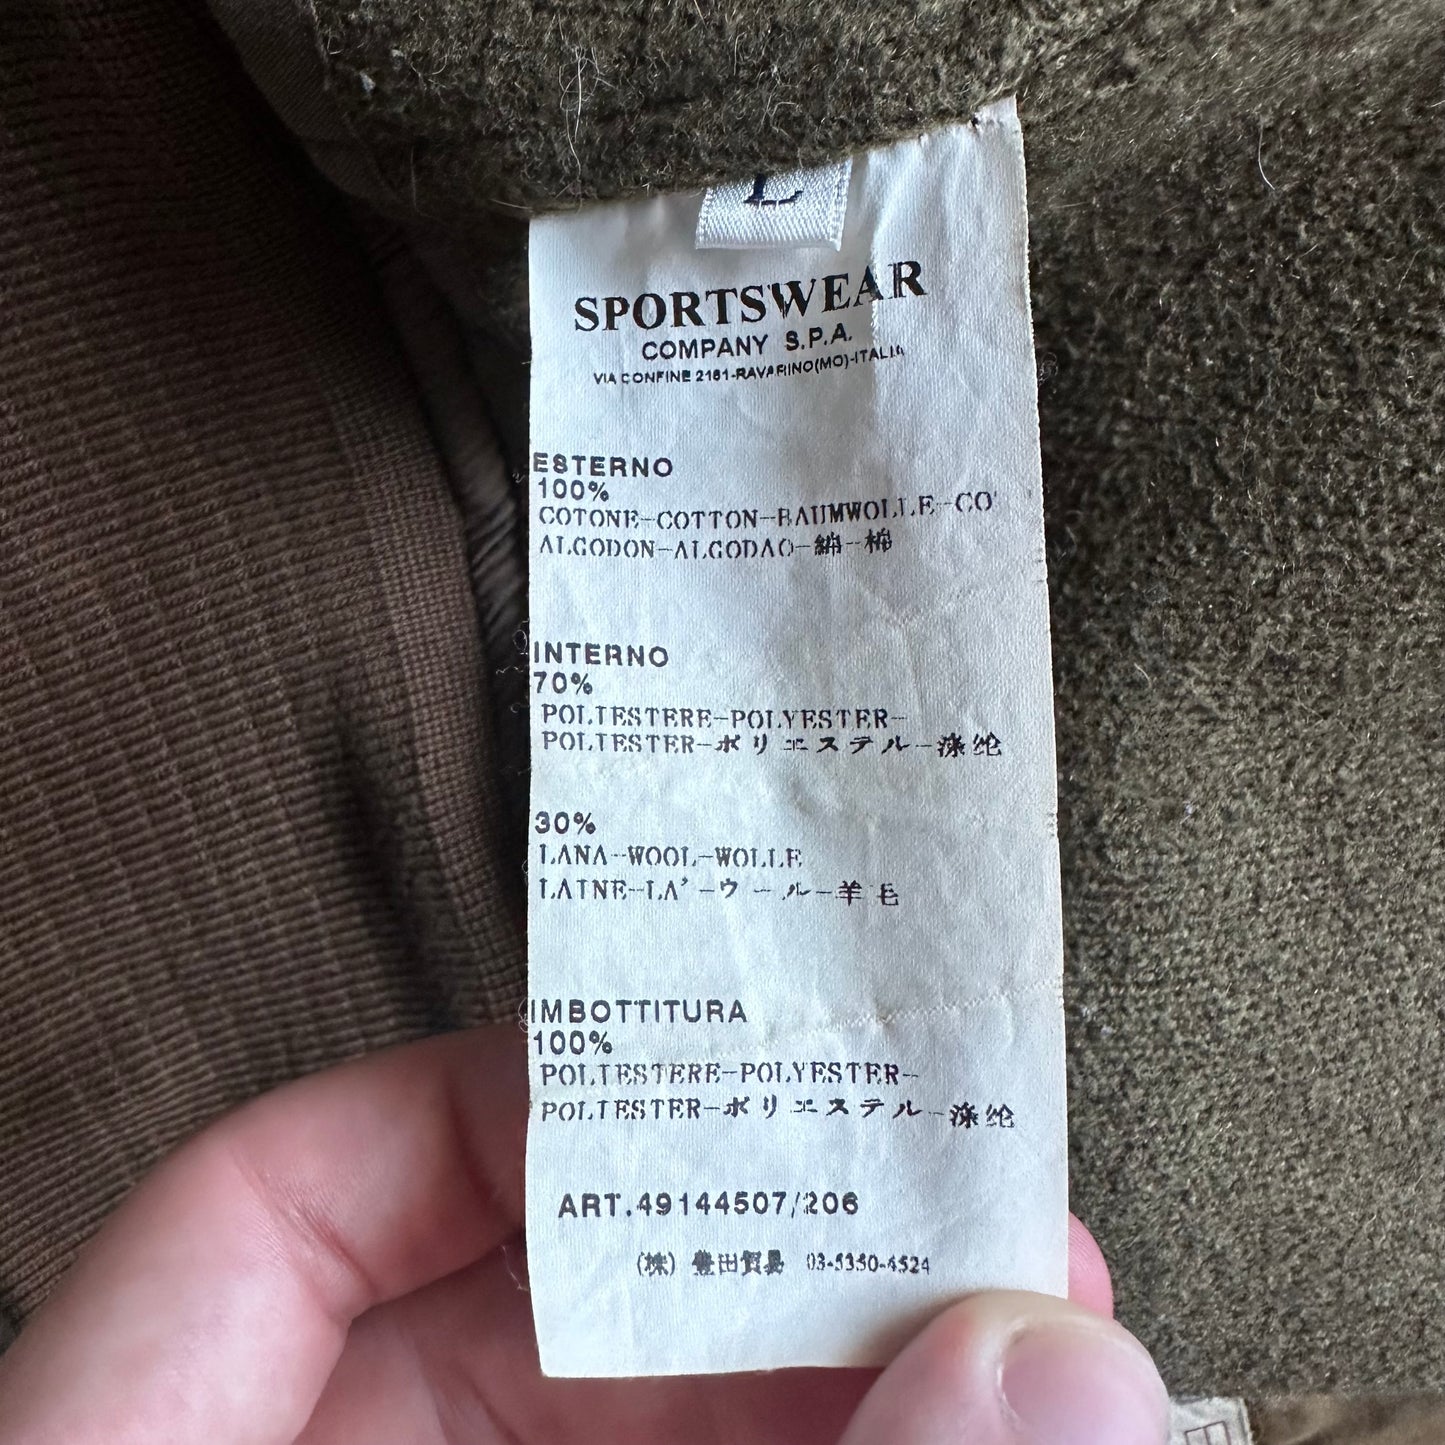 L
SPORTSWEAR
COMPANY S.P.A.
VIA CONFINE 2161-RAVARINO(MO)-ITALIA
ESTERNO
100%
COTONE-COTTON-BAUMWOLLE-CO'
ALGODON-ALGODAO-綿-棉
INTERNO
70%
POLIESTERE-POLYESTER-
POLIESTER-ポリエステル-涤纶
30%
LANA-WOOL-WOLLE
LAINE-LA'-ウール-羊毛
IMBOTTITURA
100%
POLIESTERE-POLYESTER-
POLIESTER-ポリエステル-涤纶
ART.49144507/206
(株) 豊田貿易 03-5350-4524